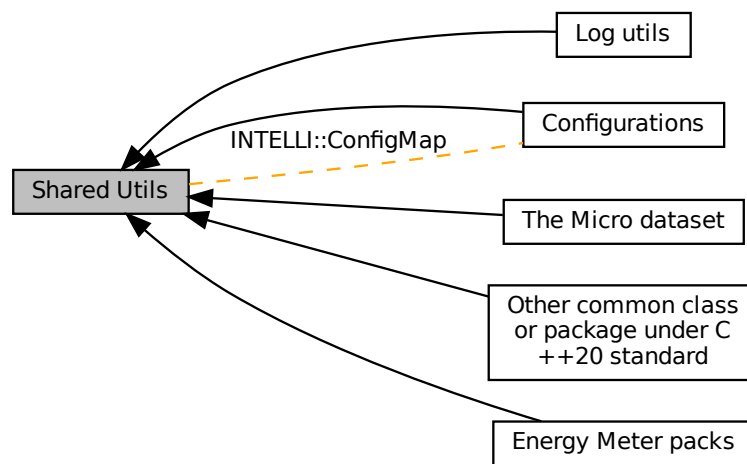 Log utils
Configurations
INTELLI::ConfigMap
Shared Utils
The Micro dataset
Other common class
or package under C
++20 standard
Energy Meter packs